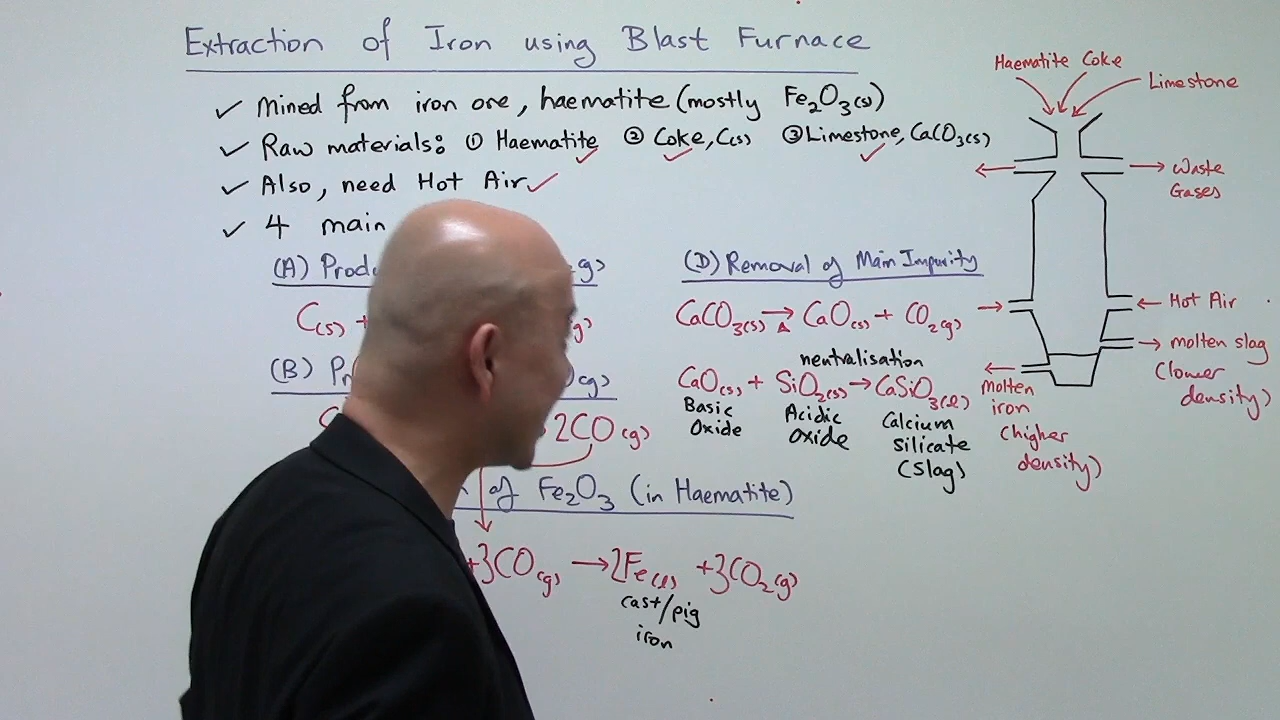 Extraction of Iron using Blast Furnace
✓ Mined from iron ore, haematite (mostly Fe₂O₃(s))
✓ Raw materials: ① Haematite ② Coke, C(s) ③ Limestone, CaCO₃(s)
✓ Also, need Hot Air
✓ 4 main
(A)
C(s) +
(B)
2CO(g)
of Fe₂O₃ (in Haematite)
+3CO(g) → 2Fe(l) + 3CO₂(g)
cast/pig
iron
(D) Removal of Main Impurity
CaCO₃(s) →Δ CaO(s) + CO₂(g)
neutralisation
CaO(s) + SiO₂(s) → CaSiO₃(l)
Basic Oxide
Acidic Oxide
Calcium silicate (slag)
Haematite Coke
Limestone
Waste
Gases
Hot Air
molten slag
(lower
density)
Molten
iron
(higher
density)